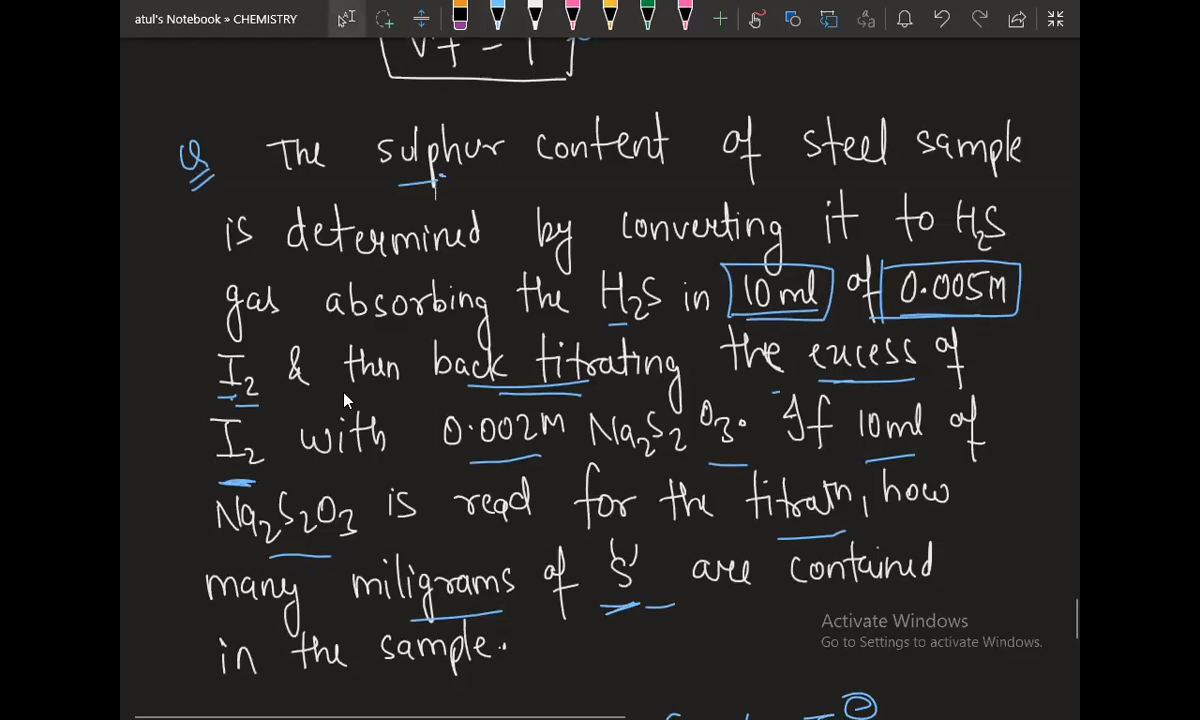 atul's Notebook » CHEMISTRY
Q The sulphur content of steel sample
is determined by converting it to H2S
gas absorbing the H2S in 10ml of 0.005M
I2 & then back titrating the excess of
I2 with 0.002M Na2S2O3. If 10ml of
Na2S2O3 is reqd for the titratn, how
many miligrams of 'S' are contained
in the sample.
Activate Windows
Go to Settings to activate Windows.